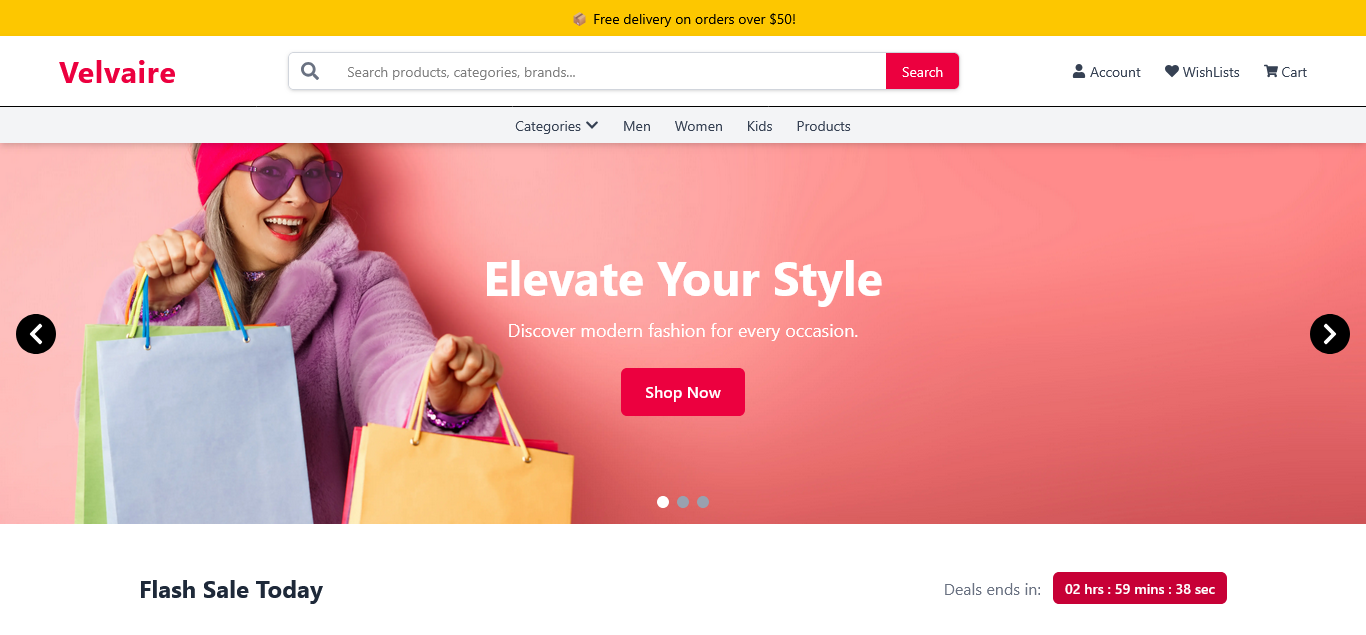 📦 Free delivery on orders over $50!
Velvaire
Search products, categories, brands...
Search
Account
WishLists
Cart
Categories
Men
Women
Kids
Products
Elevate Your Style
Discover modern fashion for every occasion.
Shop Now
Flash Sale Today
Deals ends in:
02 hrs : 59 mins : 38 sec